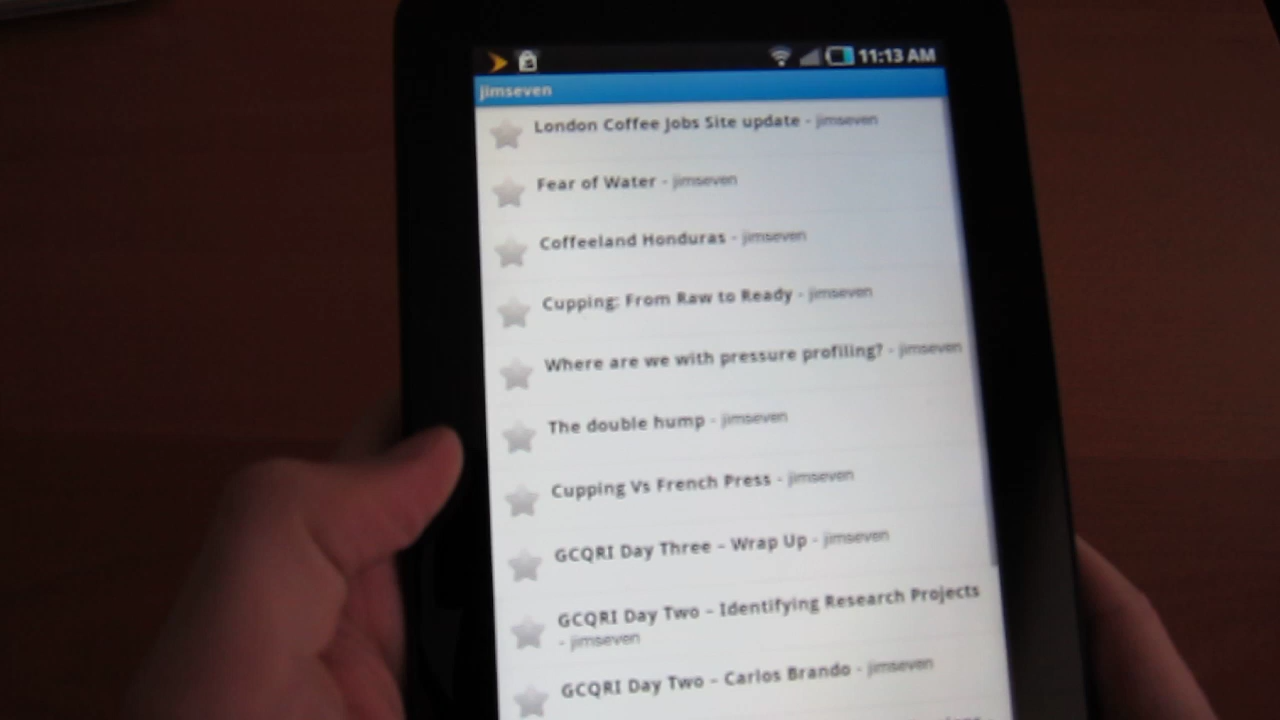 11:13 AM
jimseven
London Coffee Jobs Site update - jimseven
Fear of Water - jimseven
Coffeeland Honduras - jimseven
Cupping: From Raw to Ready - jimseven
Where are we with pressure profiling? - jimseven
The double hump - jimseven
Cupping Vs French Press - jimseven
GCQRI Day Three – Wrap Up - jimseven
GCQRI Day Two – Identifying Research Projects
- jimseven
GCQRI Day Two – Carlos Brando - jimseven